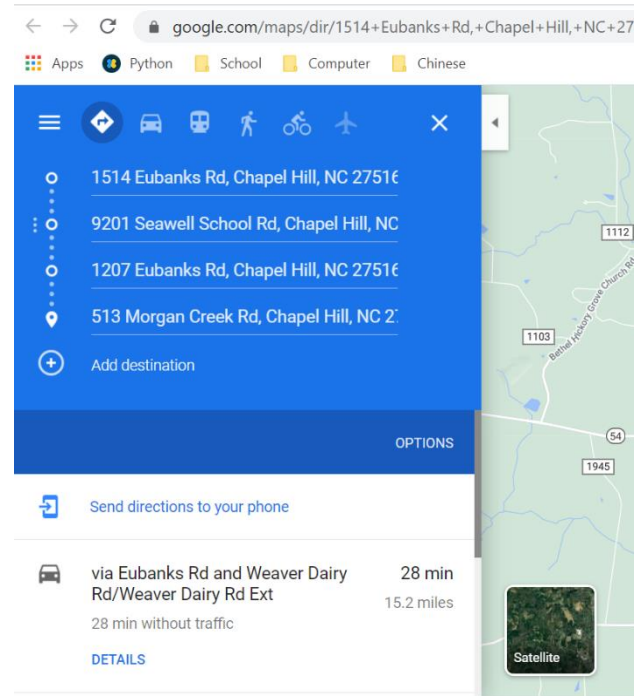 google.com/maps/dir/1514+Eubanks+Rd,+Chapel+Hill,+NC+27
Apps Python School Computer Chinese
1514 Eubanks Rd, Chapel Hill, NC 27516
9201 Seawell School Rd, Chapel Hill, NC
1207 Eubanks Rd, Chapel Hill, NC 27516
513 Morgan Creek Rd, Chapel Hill, NC 27
Add destination
OPTIONS
Send directions to your phone
via Eubanks Rd and Weaver Dairy
Rd/Weaver Dairy Rd Ext
28 min
15.2 miles
28 min without traffic
DETAILS
1112
Bethel Hickory Grove Church Rd
1103
54
1945
Satellite